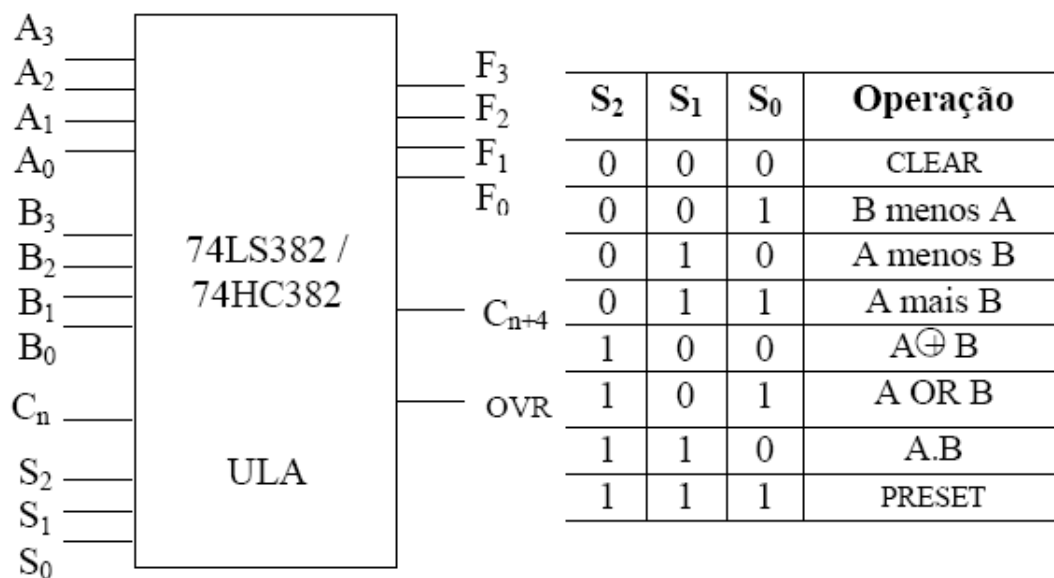 A₃
A₂
A₁
A₀
B₃
B₂
B₁
B₀
Cₙ
S₂
S₁
S₀
74LS382 /
74HC382
ULA
F₃
F₂
F₁
F₀
Cₙ₊₄
OVR
S₂ S₁ S₀ Operação
0 0 0 CLEAR
0 0 1 B menos A
0 1 0 A menos B
0 1 1 A mais B
1 0 0 A⊕ B
1 0 1 A OR B
1 1 0 A.B
1 1 1 PRESET